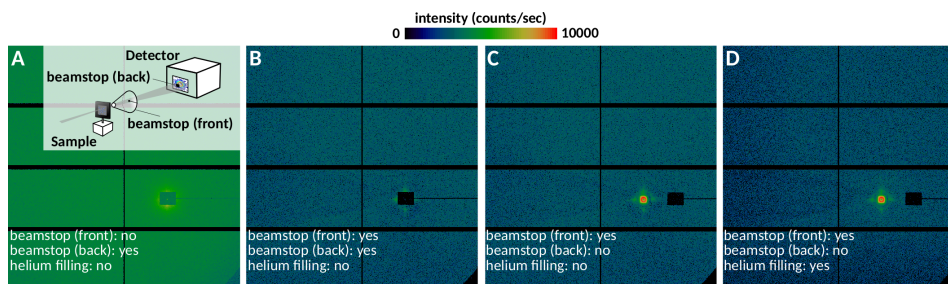 intensity (counts/sec)
0 10000
A
Detector
beamstop (back)
beamstop (front)
Sample
beamstop (front): no
beamstop (back): yes
helium filling: no
B
beamstop (front): yes
beamstop (back): yes
helium filling: no
C
beamstop (front): yes
beamstop (back): no
helium filling: no
D
beamstop (front): yes
beamstop (back): no
helium filling: yes